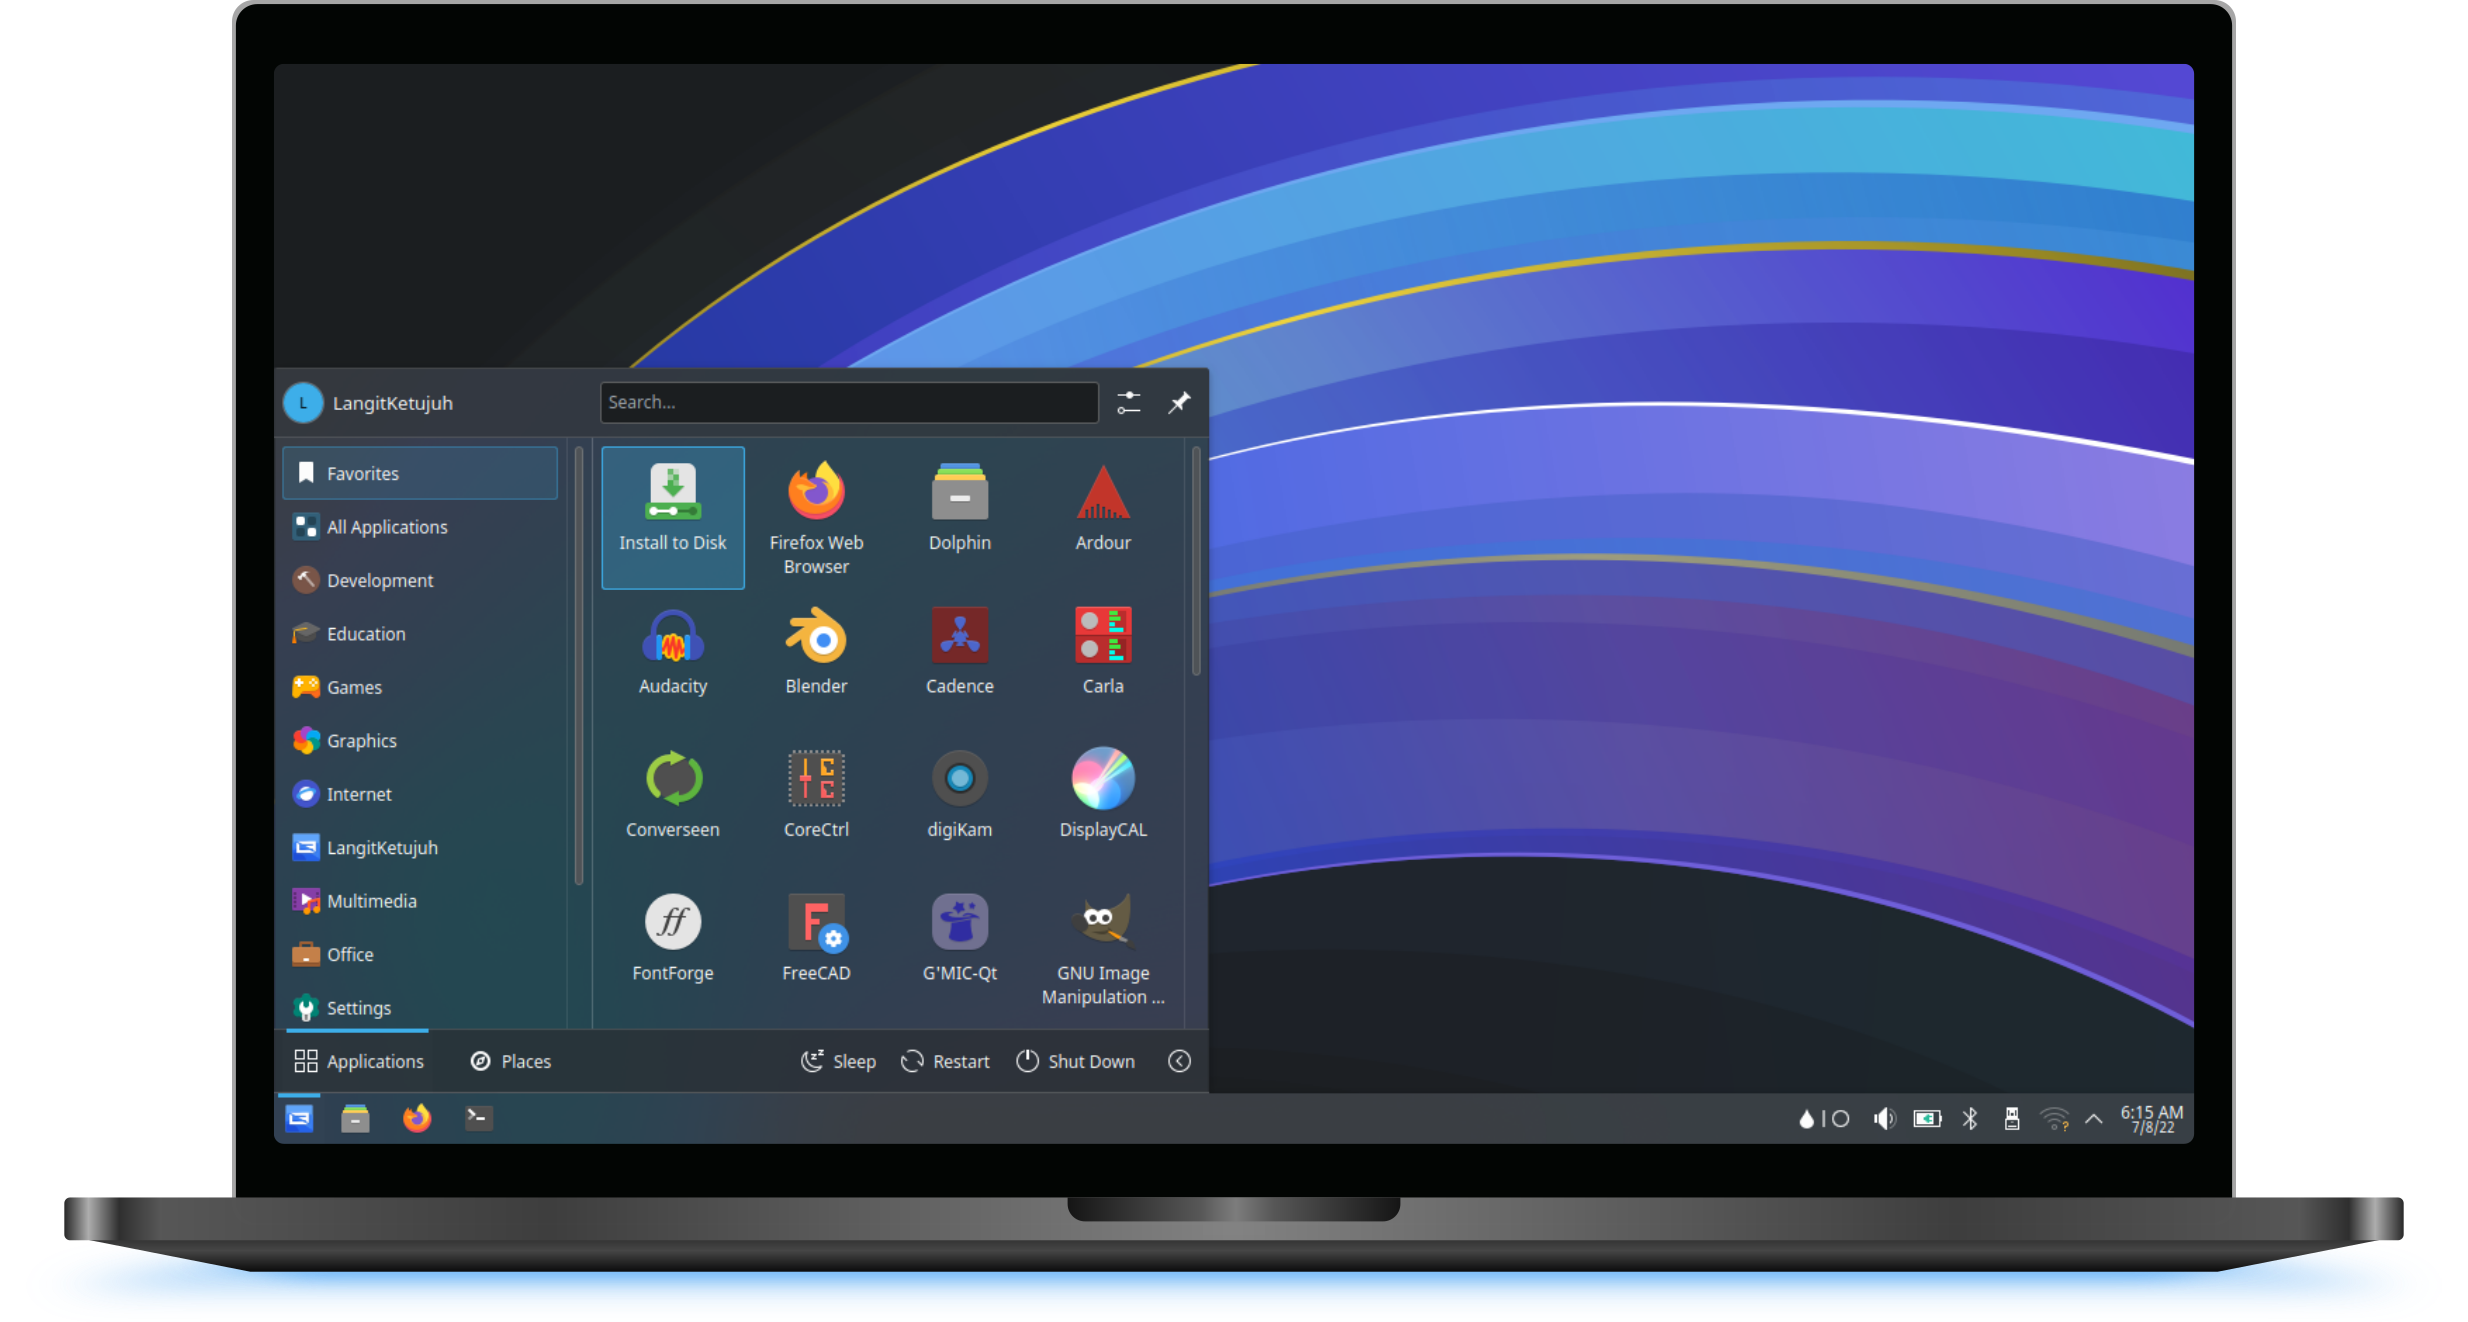 L LangitKetujuh
Search...
Favorites
All Applications
Development
Education
Games
Graphics
Internet
LangitKetujuh
Multimedia
Office
Settings
Install to Disk
Firefox Web
Browser
Dolphin
Ardour
Audacity
Blender
Cadence
Carla
Converseen
CoreCtrl
digiKam
DisplayCAL
FontForge
FreeCAD
G'MIC-Qt
GNU Image
Manipulation ...
Applications
Places
Sleep
Restart
Shut Down
6:15 AM
7/8/22